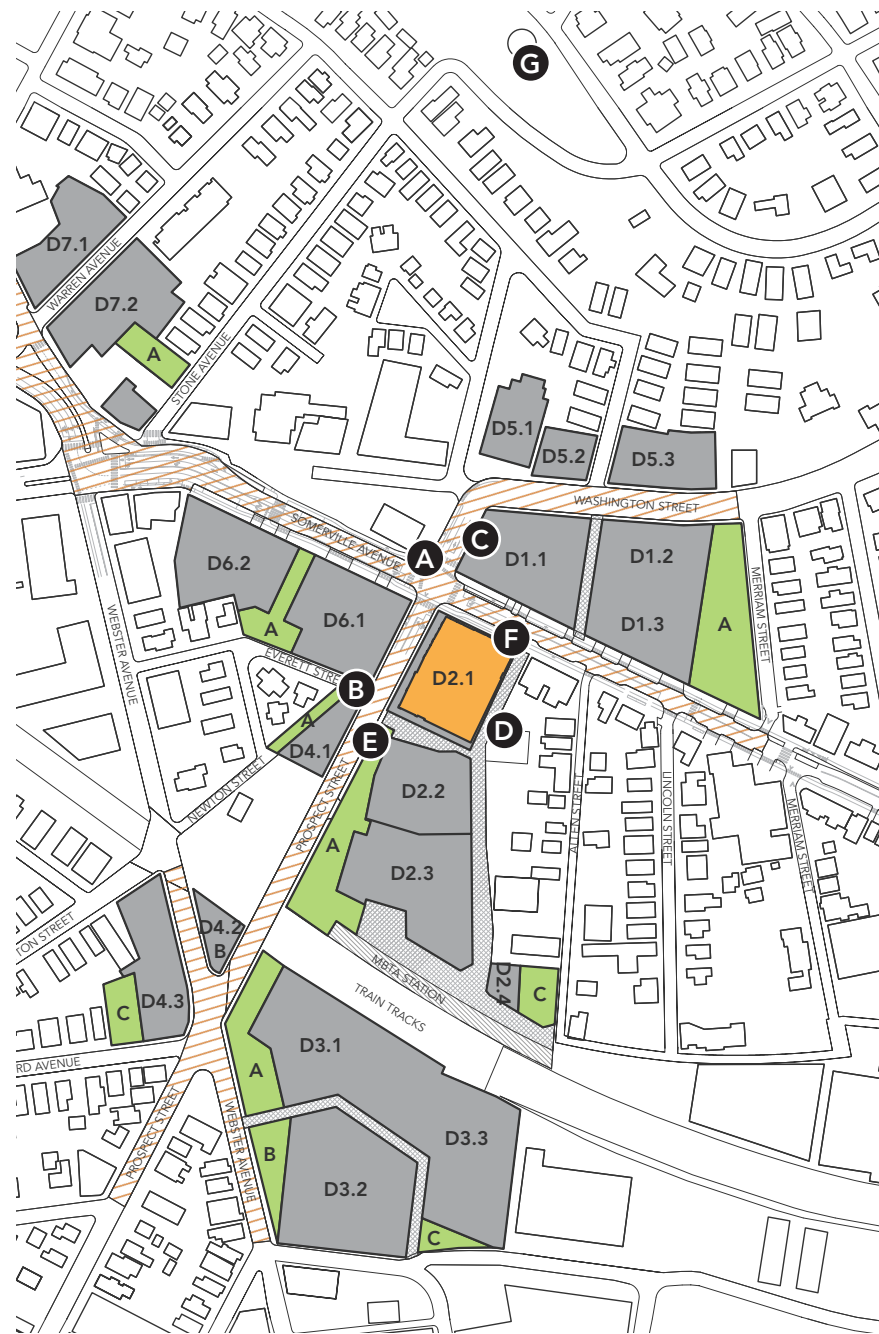 G
D7.1
WARREN AVENUE
D7.2
A
STONE AVENUE
D5.1
D5.2
D5.3
WASHINGTON STREET
SOMERVILLE AVENUE
A
C
D1.1
D1.2
D6.2
D6.1
A
D1.3
A
MERRIAM STREET
WEBSTER AVENUE
EVERETT STREET
B
F
D2.1
A
D4.1
E
D
NEWTON STREET
PROSPECT STREET
D2.2
A
D2.3
ALLEN STREET
LINCOLN STREET
MERRIAM STREET
TON STREET
D4.2
B
MBTA STATION
D2.4
C
C
D4.3
TRAIN TRACKS
RD AVENUE
D3.1
A
PROSPECT STREET
WEBSTER AVENUE
B
D3.3
D3.2
C